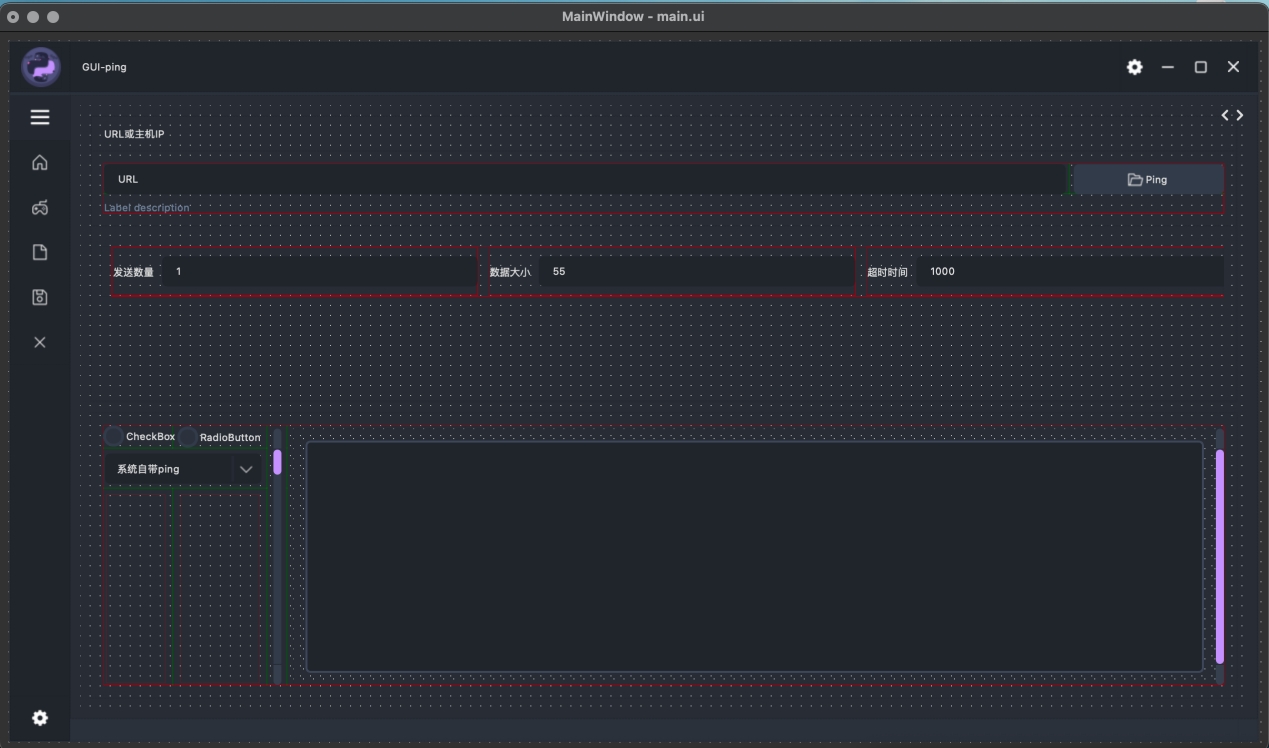 MainWindow - main.ui
GUI-ping
URL或主机IP
URL
Ping
Label description
发送数量 1 数据大小 55 超时时间 1000
CheckBox RadioButton
系统自带ping